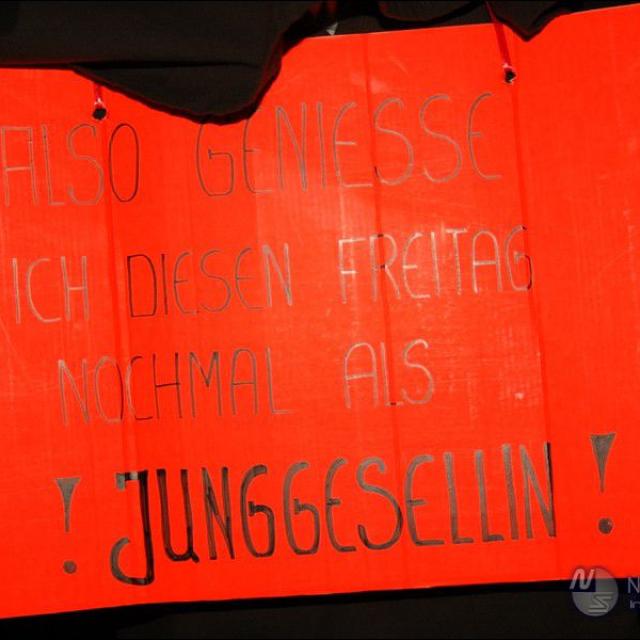 ALSO GENIESSE
ICH DIESEN FREITAG
NOCHMAL ALS
! JUNGGESELLIN !